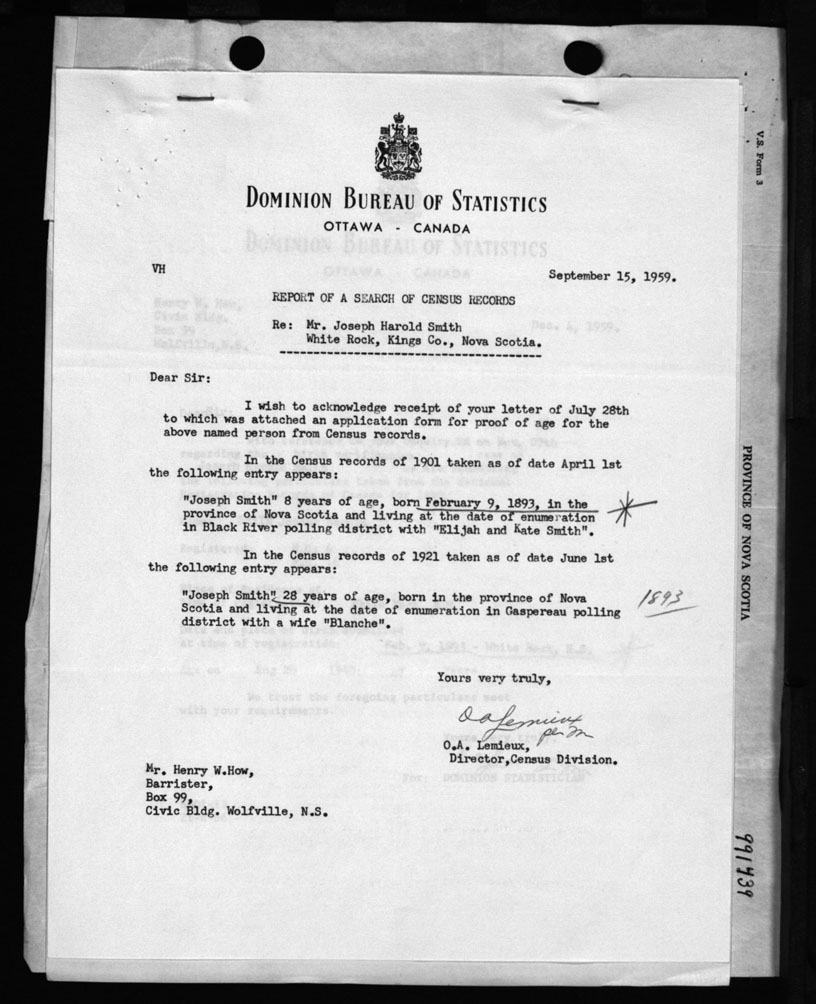 DOMINION BUREAU OF STATISTICS
OTTAWA - CANADA
VH
September 15, 1959.
REPORT OF A SEARCH OF CENSUS RECORDS
Re: Mr. Joseph Harold Smith
White Rock, Kings Co., Nova Scotia.
Dear Sir:
I wish to acknowledge receipt of your letter of July 28th
to which was attached an application form for proof of age for the
above named person from Census records.
In the Census records of 1901 taken as of date April 1st
the following entry appears:
"Joseph Smith" 8 years of age, born February 9, 1893, in the
province of Nova Scotia and living at the date of enumeration
in Black River polling district with "Elijah and Kate Smith".
In the Census records of 1921 taken as of date June 1st
the following entry appears:
"Joseph Smith" 28 years of age, born in the province of Nova
Scotia and living at the date of enumeration in Gaspereau polling
district with a wife "Blanche".
1893
Yours very truly,
O A Lemieux
per
O.A. Lemieux,
Director,Census Division.
Mr. Henry W.How,
Barrister,
Box 99,
Civic Bldg. Wolfville, N.S.
V.S. Form 3
PROVINCE OF NOVA SCOTIA
991439